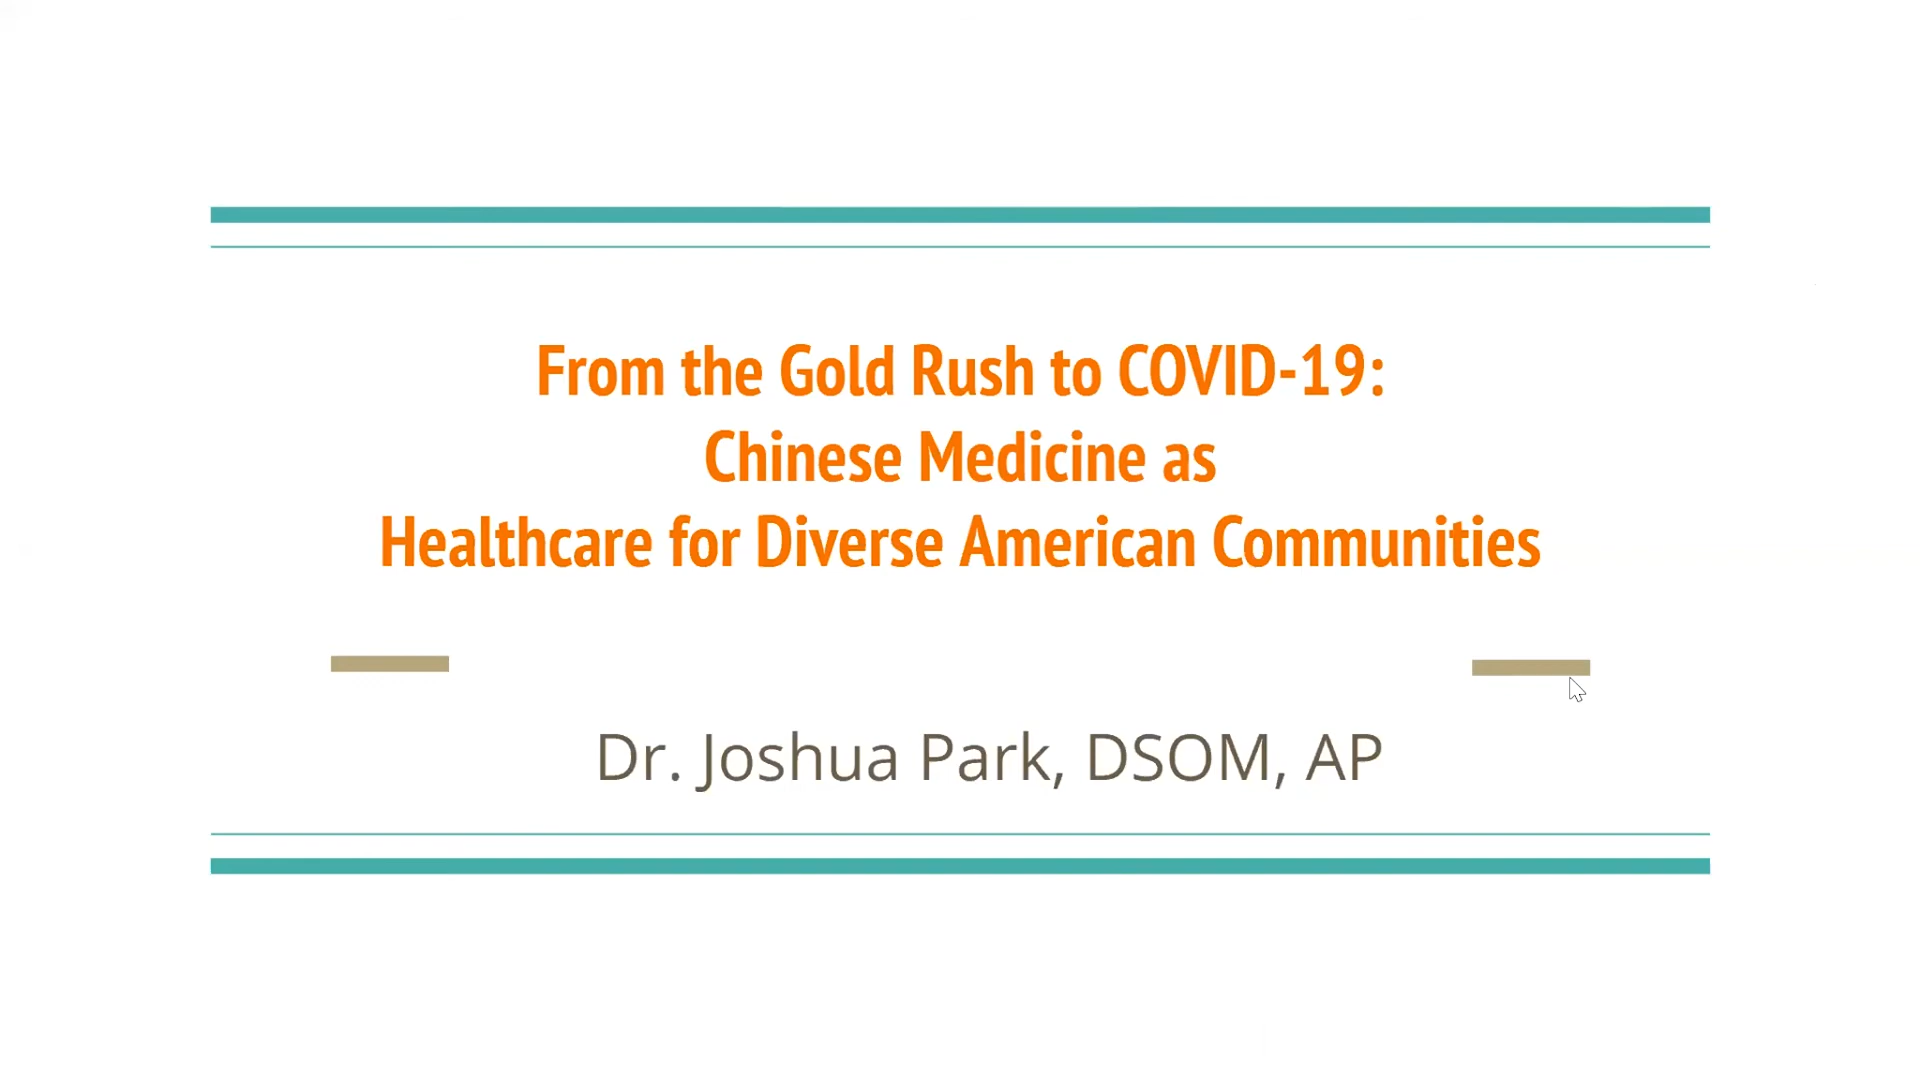 From the Gold Rush to COVID-19:
Chinese Medicine as
Healthcare for Diverse American Communities
Dr. Joshua Park, DSOM, AP